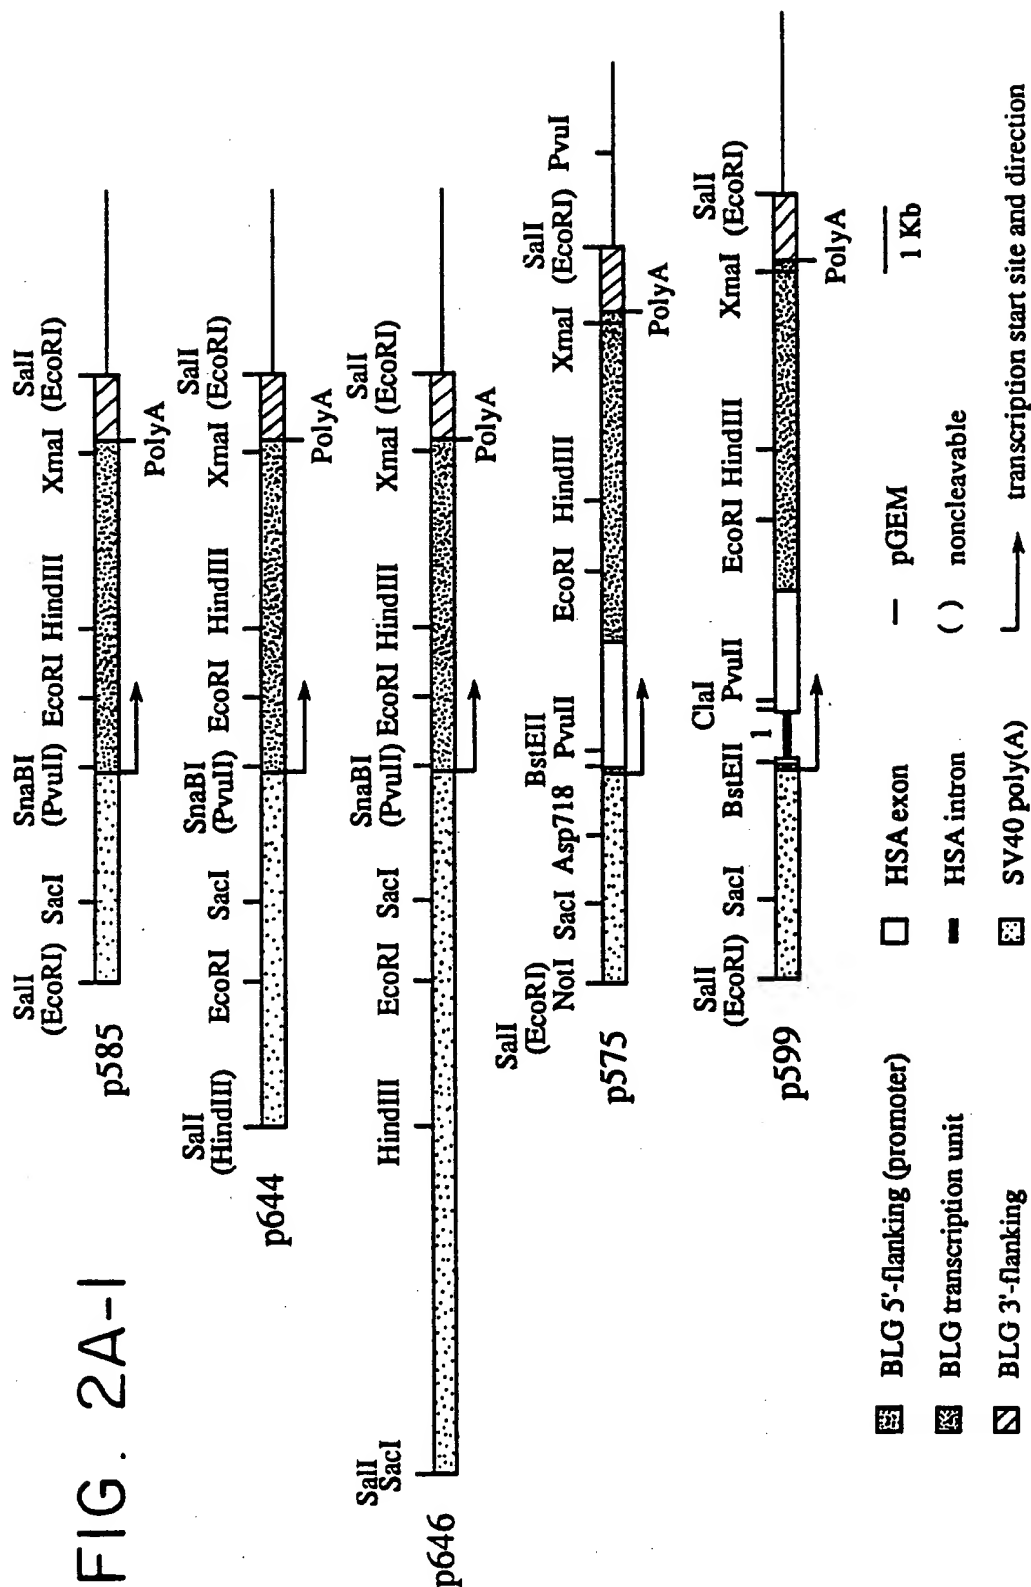 FIG. 2A-1
p585
SalI
(EcoRI) SacI
SnaBI
(PvuII) EcoRI HindIII
XmaI
SalI
(EcoRI)
PolyA
p644
SalI
(HindIII)
EcoRI SacI
SnaBI
(PvuII)
EcoRI HindIII
XmaI
SalI
(EcoRI)
PolyA
p646
SalI
SacI
HindIII
EcoRI SacI
SnaBI
(PvuII)
EcoRI HindIII
XmaI
SalI
(EcoRI)
PolyA
p575
SalI
(EcoRI)
NotI SacI Asp718
BstEII
PvuII
EcoRI HindIII
XmaI
SalI
(EcoRI) PvuI
PolyA
p599
SalI
(EcoRI) SacI
BstEII
ClaI
1
PvuII
EcoRI HindIII
XmaI
SalI
(EcoRI)
PolyA
BLG 5'-flanking (promoter) HSA exon pGEM 1 Kb
BLG transcription unit HSA intron ( ) noncleavable
BLG 3'-flanking SV40 poly(A) transcription start site and direction